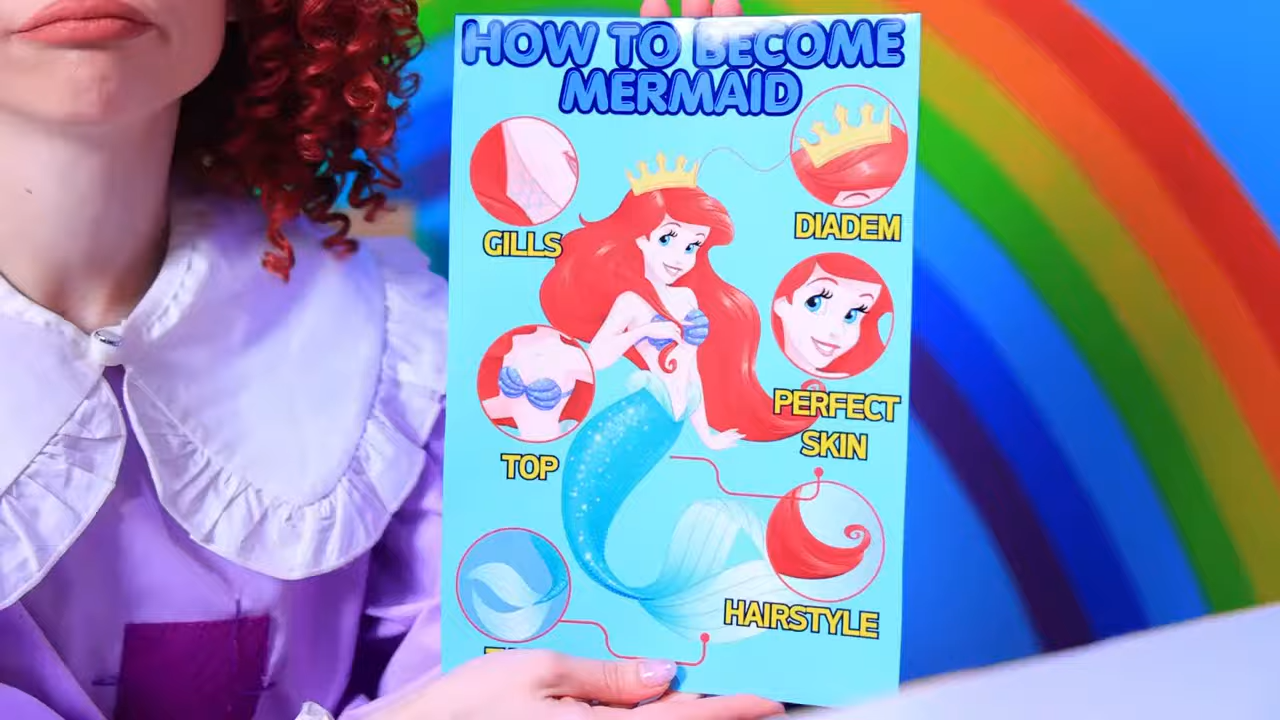 HOW TO BECOME
MERMAID
GILLS
DIADEM
PERFECT
SKIN
TOP
HAIRSTYLE